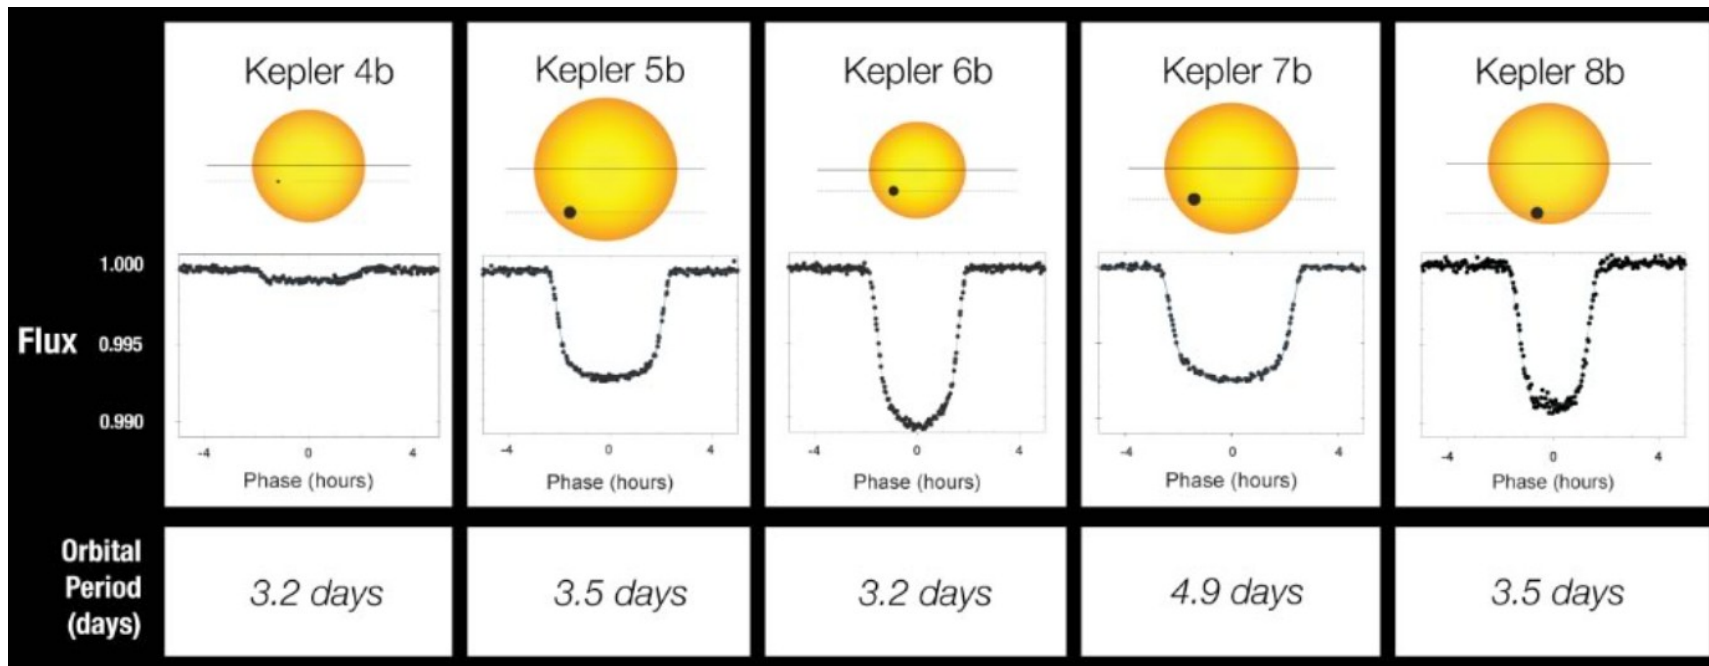 Kepler 4b
Kepler 5b
Kepler 6b
Kepler 7b
Kepler 8b
Flux
1.000
0.995
0.990
-4 0 4
Phase (hours)
-4 0 4
Phase (hours)
-4 0 4
Phase (hours)
-4 0 4
Phase (hours)
-4 0 4
Phase (hours)
Orbital
Period
(days)
3.2 days
3.5 days
3.2 days
4.9 days
3.5 days